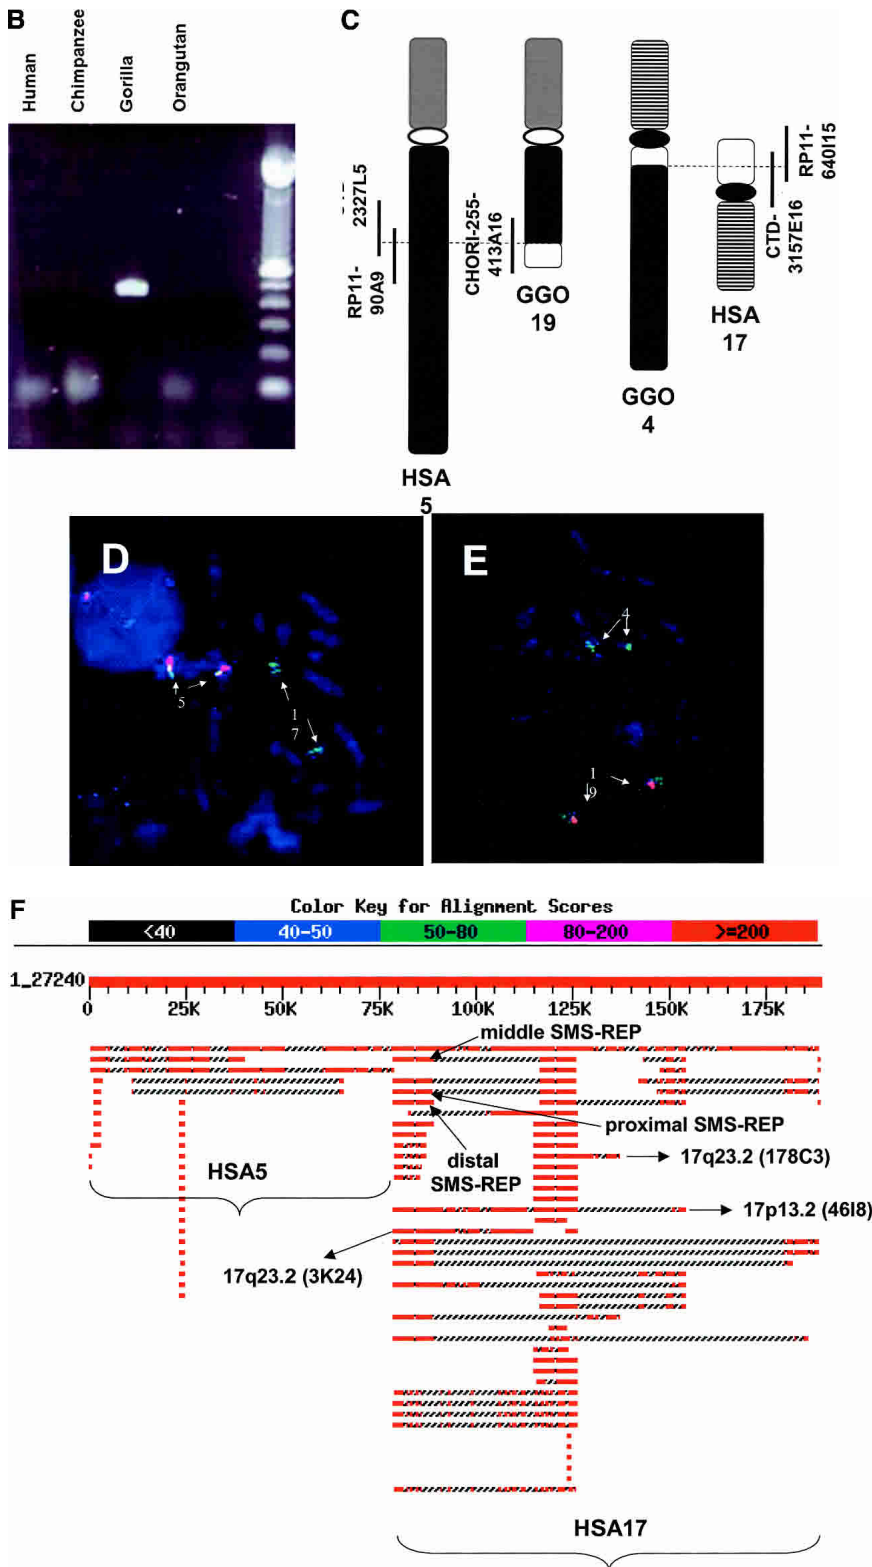 B
Human
Chimpanzee
Gorilla
Orangutan
C
2327L5
RP11-
90A9
CHORI-255-
413A16
RP11-
640I15
CTD-
3157E16
HSA
5
GGO
19
GGO
4
HSA
17
D
5
1
7
E
4
1
9
F
Color Key for Alignment Scores
<40
40-50
50-80
80-200
>=200
1_27240
0
25K
75K
100K
125K
175K
middle SMS-REP
proximal SMS-REP
distal
SMS-REP
HSA5
17q23.2 (178C3)
17p13.2 (46I8)
17q23.2 (3K24)
HSA17